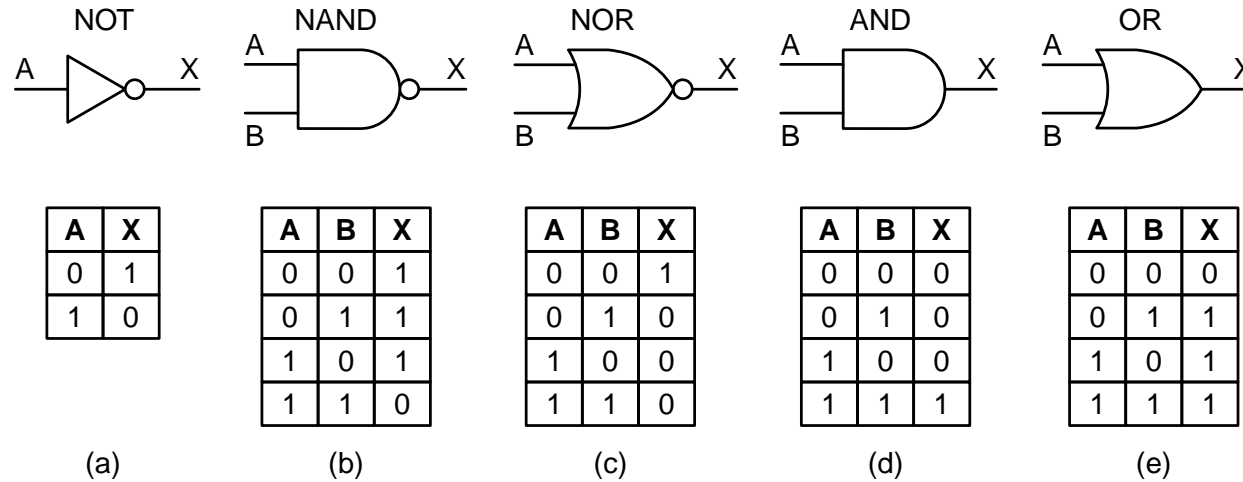 NOT NAND NOR AND OR
A X A B X A B X A B X A B X
A X A B X A B X A B X A B X
0 1 0 0 1 0 0 1 0 0 0 0 0 0
1 0 0 1 1 0 1 0 0 1 0 0 1 1
1 0 1 1 0 0 1 0 0 1 0 1
1 1 0 1 1 0 1 1 1 1 1 1
(a) (b) (c) (d) (e)